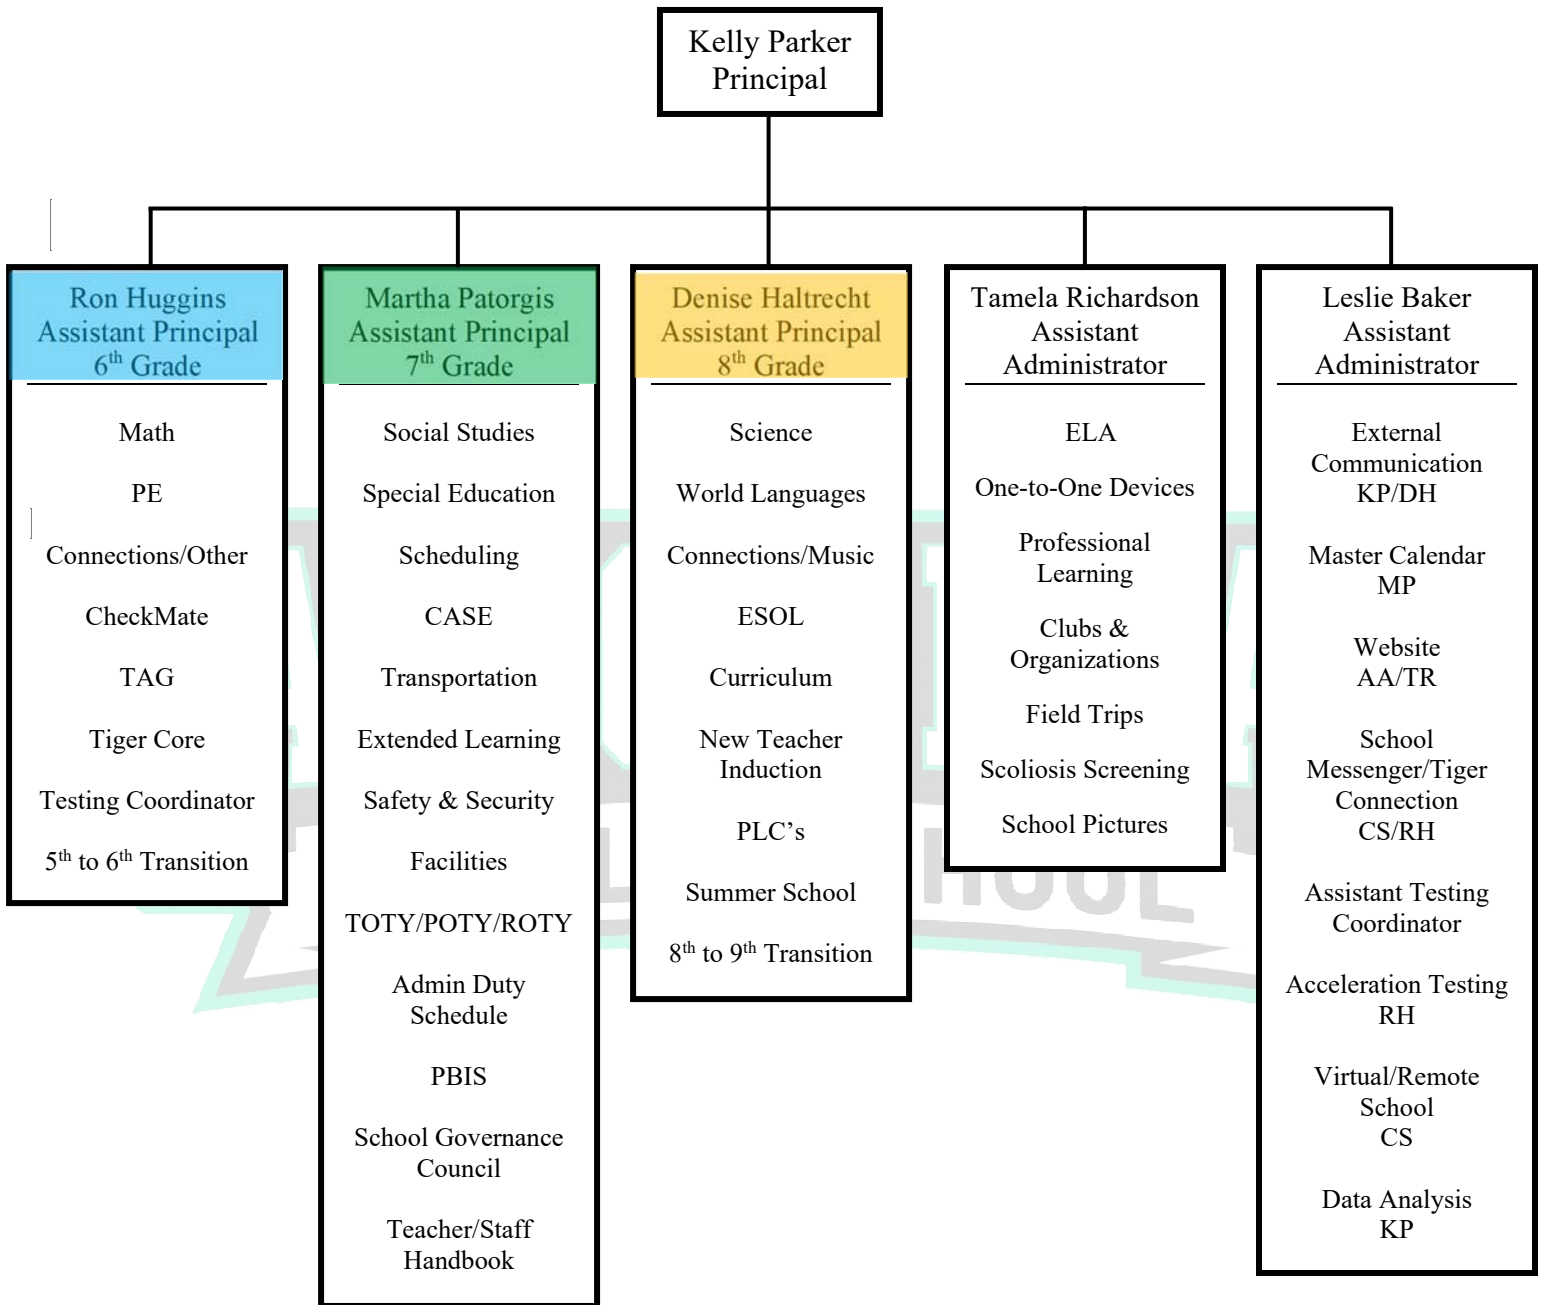 Kelly Parker
Principal
Ron Huggins
Assistant Principal
6th Grade
Math
PE
Connections/Other
CheckMate
TAG
Tiger Core
Testing Coordinator
5th to 6th Transition
Martha Patorgis
Assistant Principal
7th Grade
Social Studies
Special Education
Scheduling
CASE
Transportation
Extended Learning
Safety & Security
Facilities
TOTY/POTY/ROTY
Admin Duty
Schedule
PBIS
School Governance
Council
Teacher/Staff
Handbook
Denise Haltrecht
Assistant Principal
8th Grade
Science
World Languages
Connections/Music
ESOL
Curriculum
New Teacher
Induction
PLC’s
Summer School
8th to 9th Transition
Tamela Richardson
Assistant
Administrator
ELA
One-to-One Devices
Professional
Learning
Clubs &
Organizations
Field Trips
Scoliosis Screening
School Pictures
Leslie Baker
Assistant
Administrator
External
Communication
KP/DH
Master Calendar
MP
Website
AA/TR
School
Messenger/Tiger
Connection
CS/RH
Assistant Testing
Coordinator
Acceleration Testing
RH
Virtual/Remote
School
CS
Data Analysis
KP